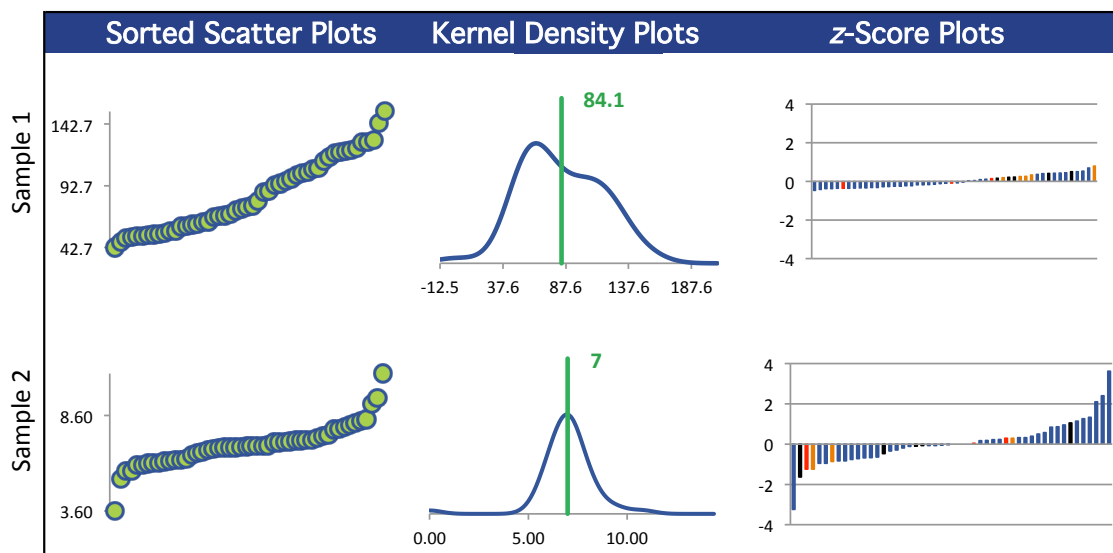 Sorted Scatter Plots
Kernel Density Plots
z-Score Plots
Sample 1
142.7
92.7
42.7
84.1
-12.5 37.6 87.6 137.6 187.6
4
2
0
-2
-4
Sample 2
8.60
3.60
7
0.00 5.00 10.00
4
2
0
-2
-4